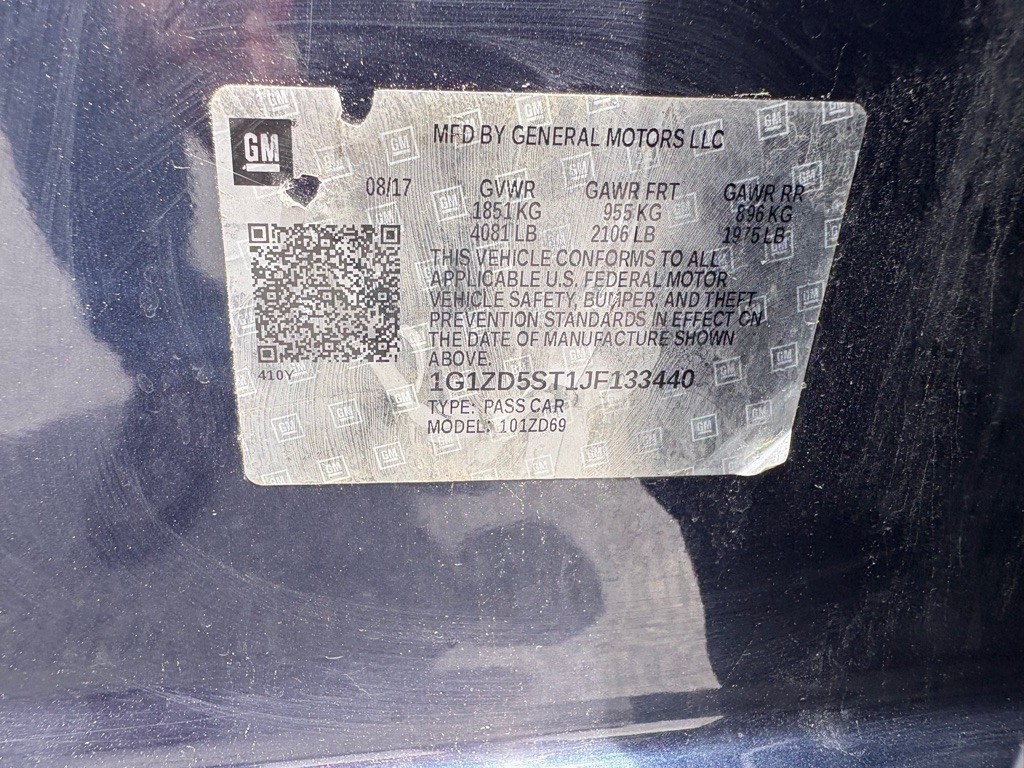 GM
MFD BY GENERAL MOTORS LLC
08/17 GVWR GAWR FRT GAWR RR
1851 KG 955 KG 896 KG
4081 LB 2106 LB 1975 LB
THIS VEHICLE CONFORMS TO ALL
APPLICABLE U.S. FEDERAL MOTOR
VEHICLE SAFETY, BUMPER, AND THEFT
PREVENTION STANDARDS IN EFFECT ON
THE DATE OF MANUFACTURE SHOWN
ABOVE.
410Y
1G1ZD5ST1JF133440
TYPE: PASS CAR
MODEL: 101ZD69